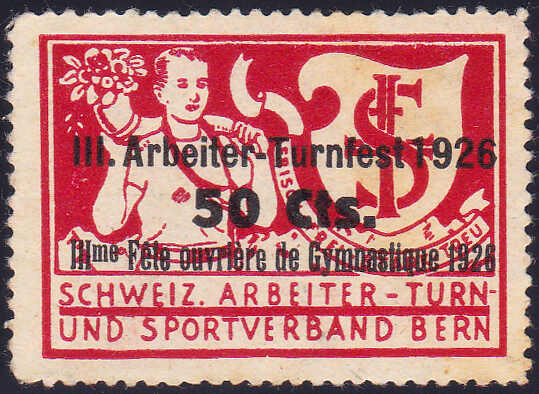 III. Arbeiter-Turnfest 1926
50 Cts.
IIIme Fête ouvrière de Gymnastique 1926
SCHWEIZ. ARBEITER-TURN-
UND SPORTVERBAND BERN